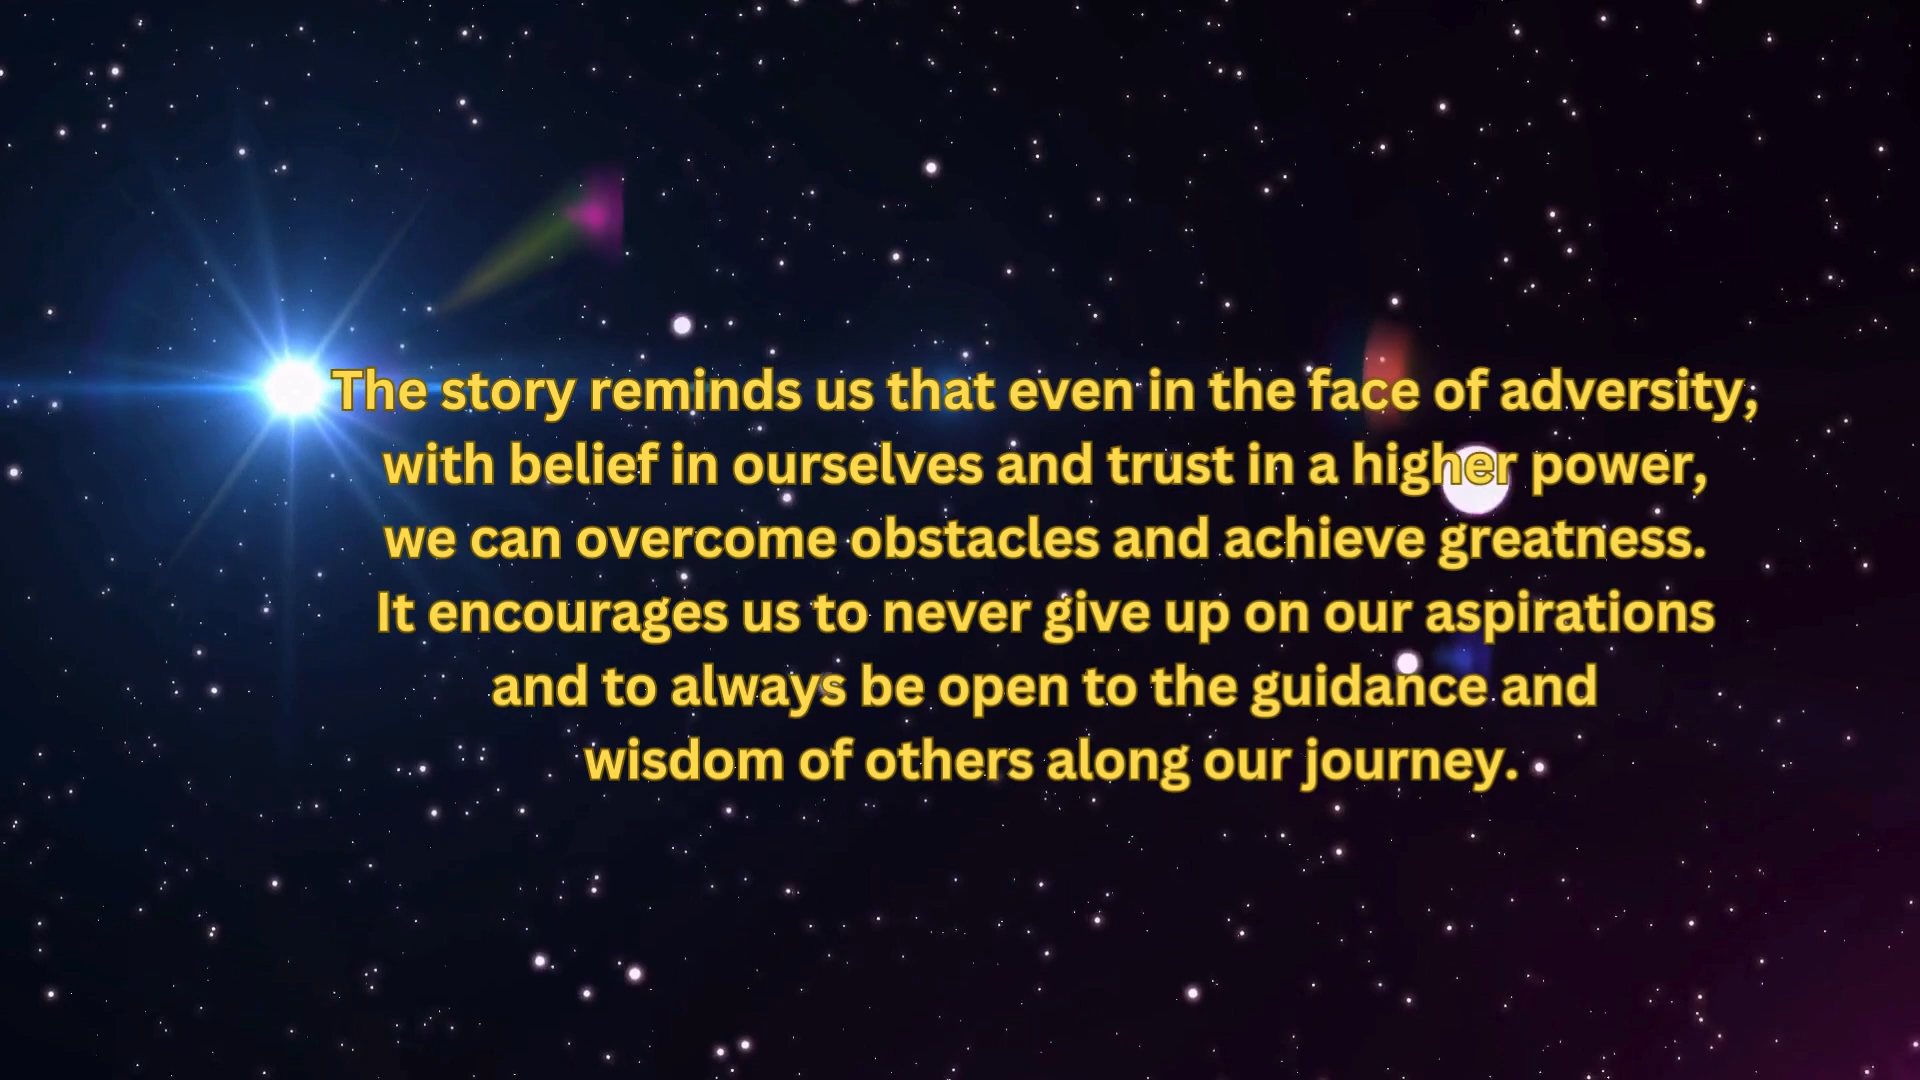 The story reminds us that even in the face of adversity,
with belief in ourselves and trust in a higher power,
we can overcome obstacles and achieve greatness.
It encourages us to never give up on our aspirations
and to always be open to the guidance and
wisdom of others along our journey.